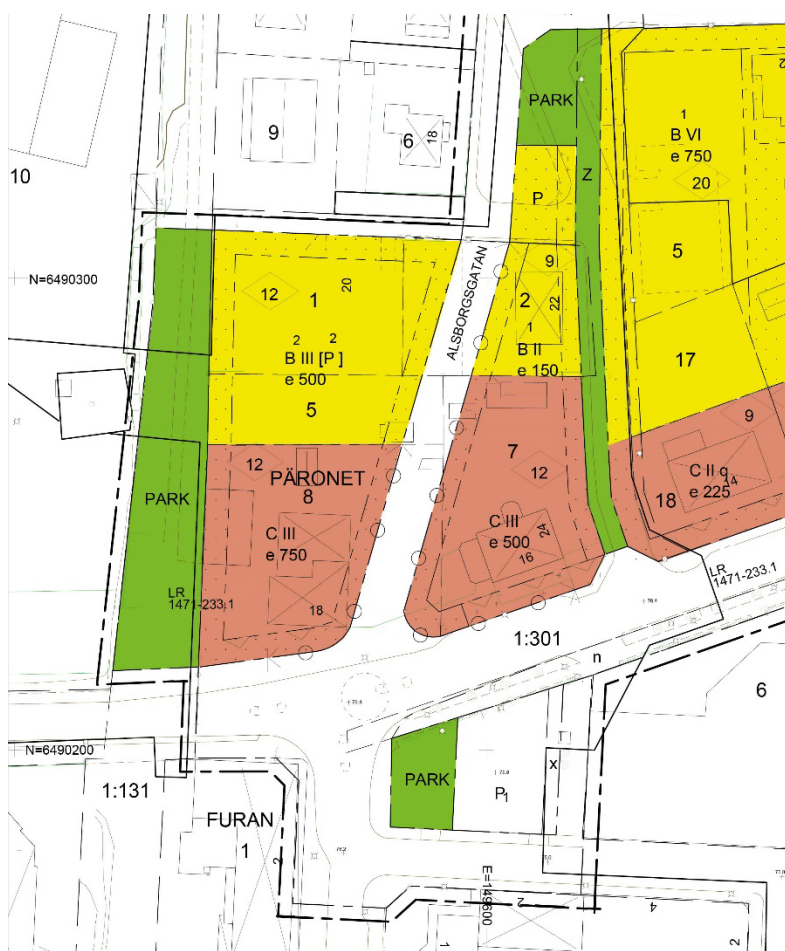 PARK
1
B VI
e 750
20
2
9
6
18
10
Z
P
N=6490300
ALSBORGSGATAN
9
5
12
1
20
2
22
1
B II
e 150
2 2
B III [P ]
e 500
5
17
9
7
12
PÄRONET
8
12
C II q
e 225
14
18
PARK
C III
e 750
C III
e 500
24
16
LR
1471-233.1
LR
1471-233.1
18
1:301
n
6
N=6490200
PARK
P1
x
1:131
FURAN
1
2
E=149600
2
4
2
1